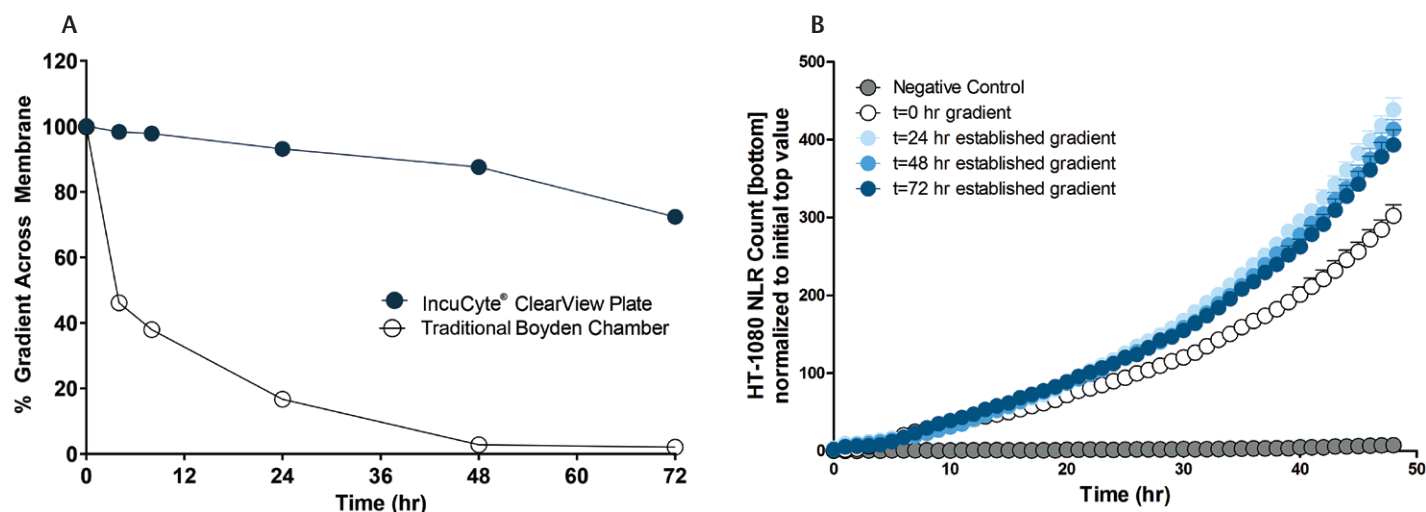 A
% Gradient Across Membrane
120
100
80
60
40
20
0
0 12 24 36 48 60 72
Time (hr)
IncuCyte® ClearView Plate
Traditional Boyden Chamber
B
HT-1080 NLR Count [bottom]
normalized to initial top value
500
400
300
200
100
0
0 10 20 30 40 50
Time (hr)
Negative Control
t=0 hr gradient
t=24 hr established gradient
t=48 hr established gradient
t=72 hr established gradient